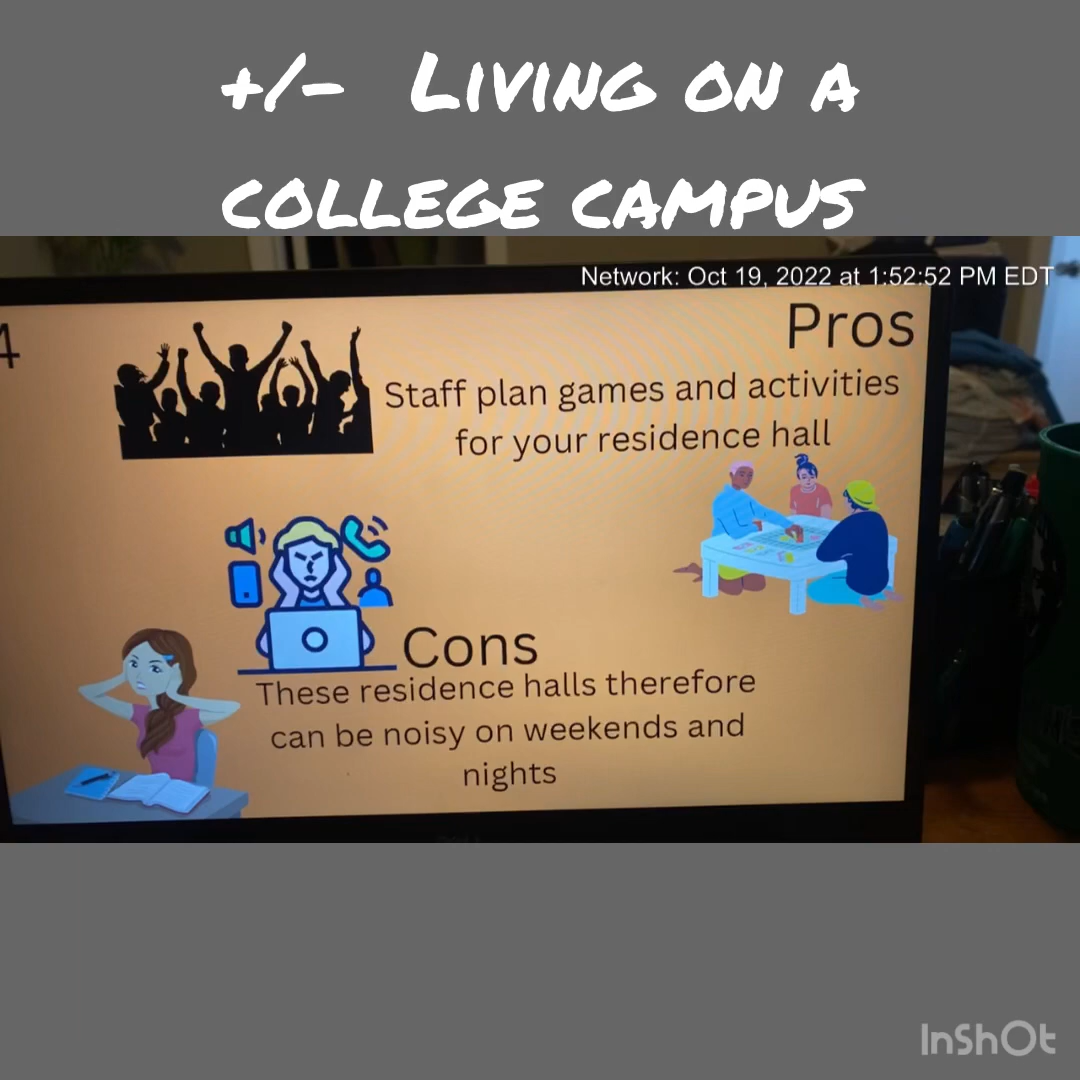 +/- LIVING ON A
COLLEGE CAMPUS
Network: Oct 19, 2022 at 1:52:52 PM EDT
4
Pros
Staff plan games and activities
for your residence hall
Cons
These residence halls therefore
can be noisy on weekends and
nights
InShOt